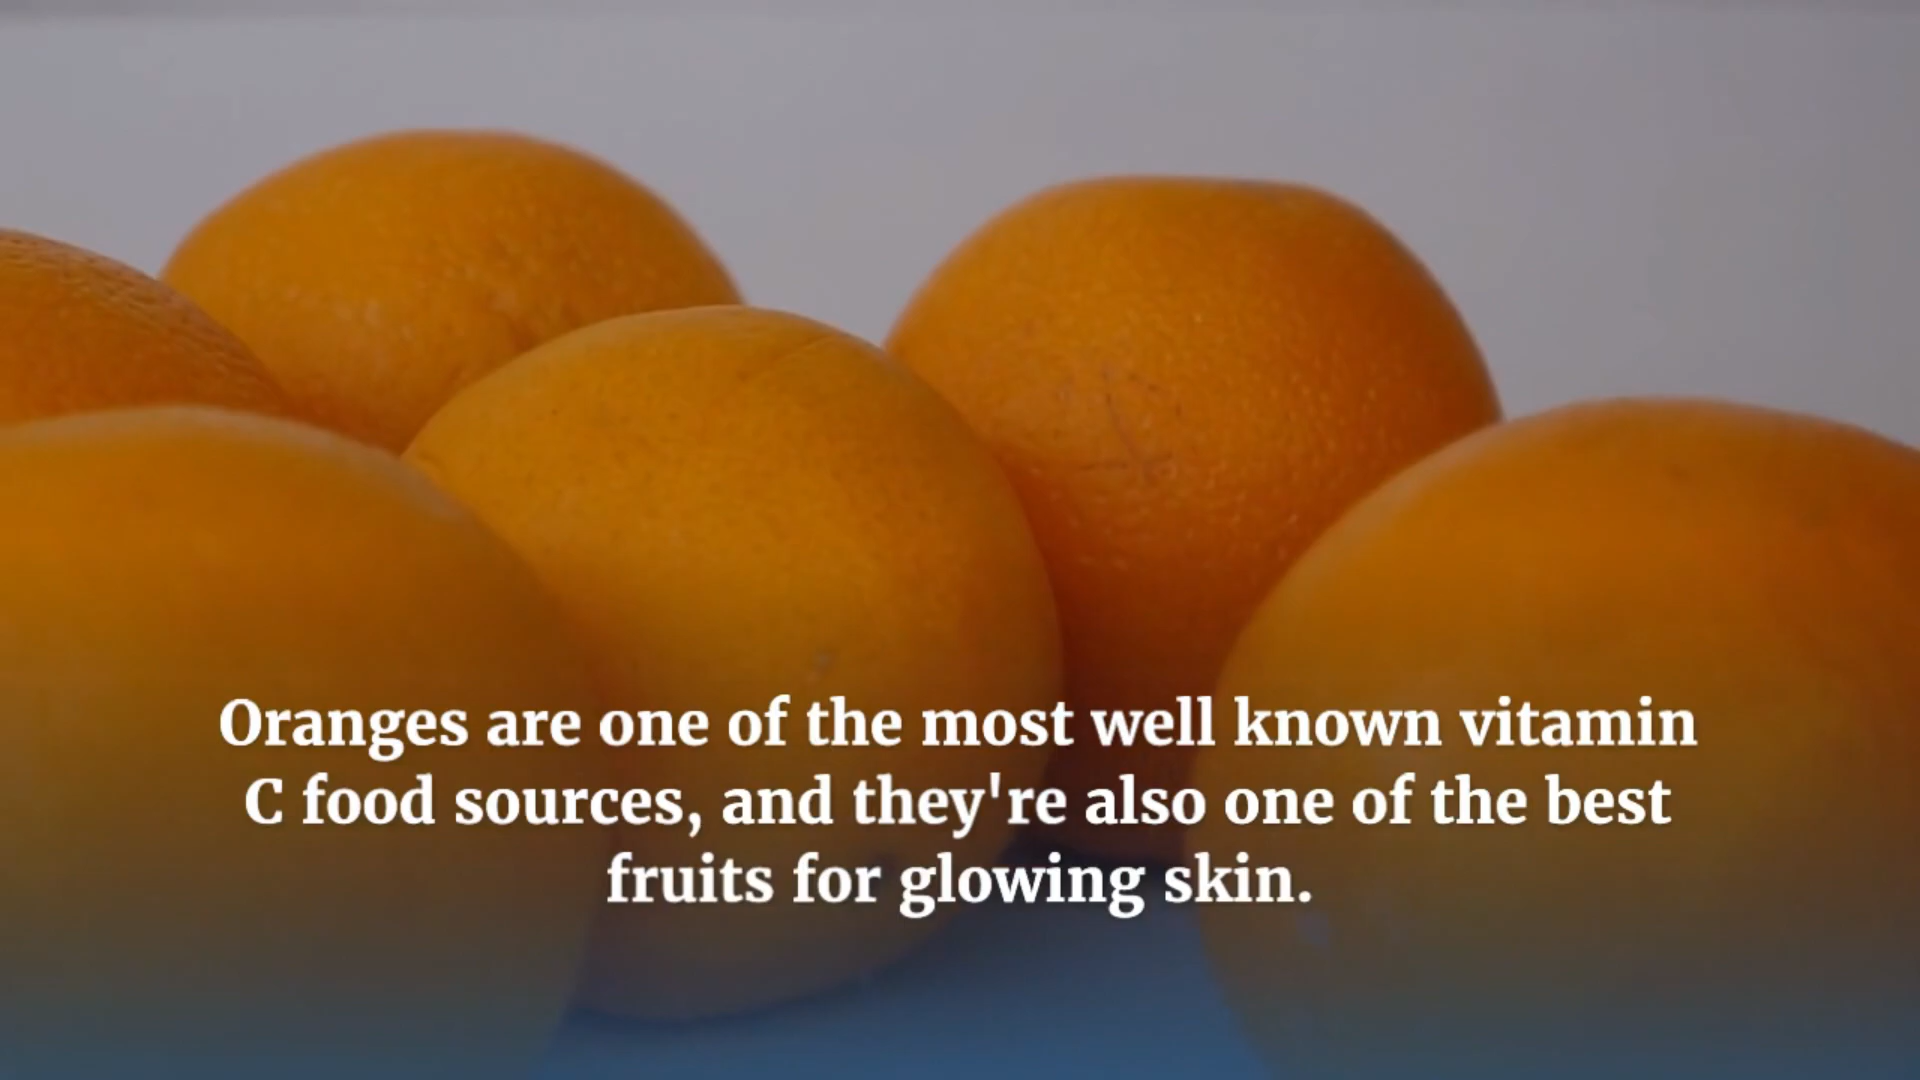 Oranges are one of the most well known vitamin
C food sources, and they're also one of the best
fruits for glowing skin.